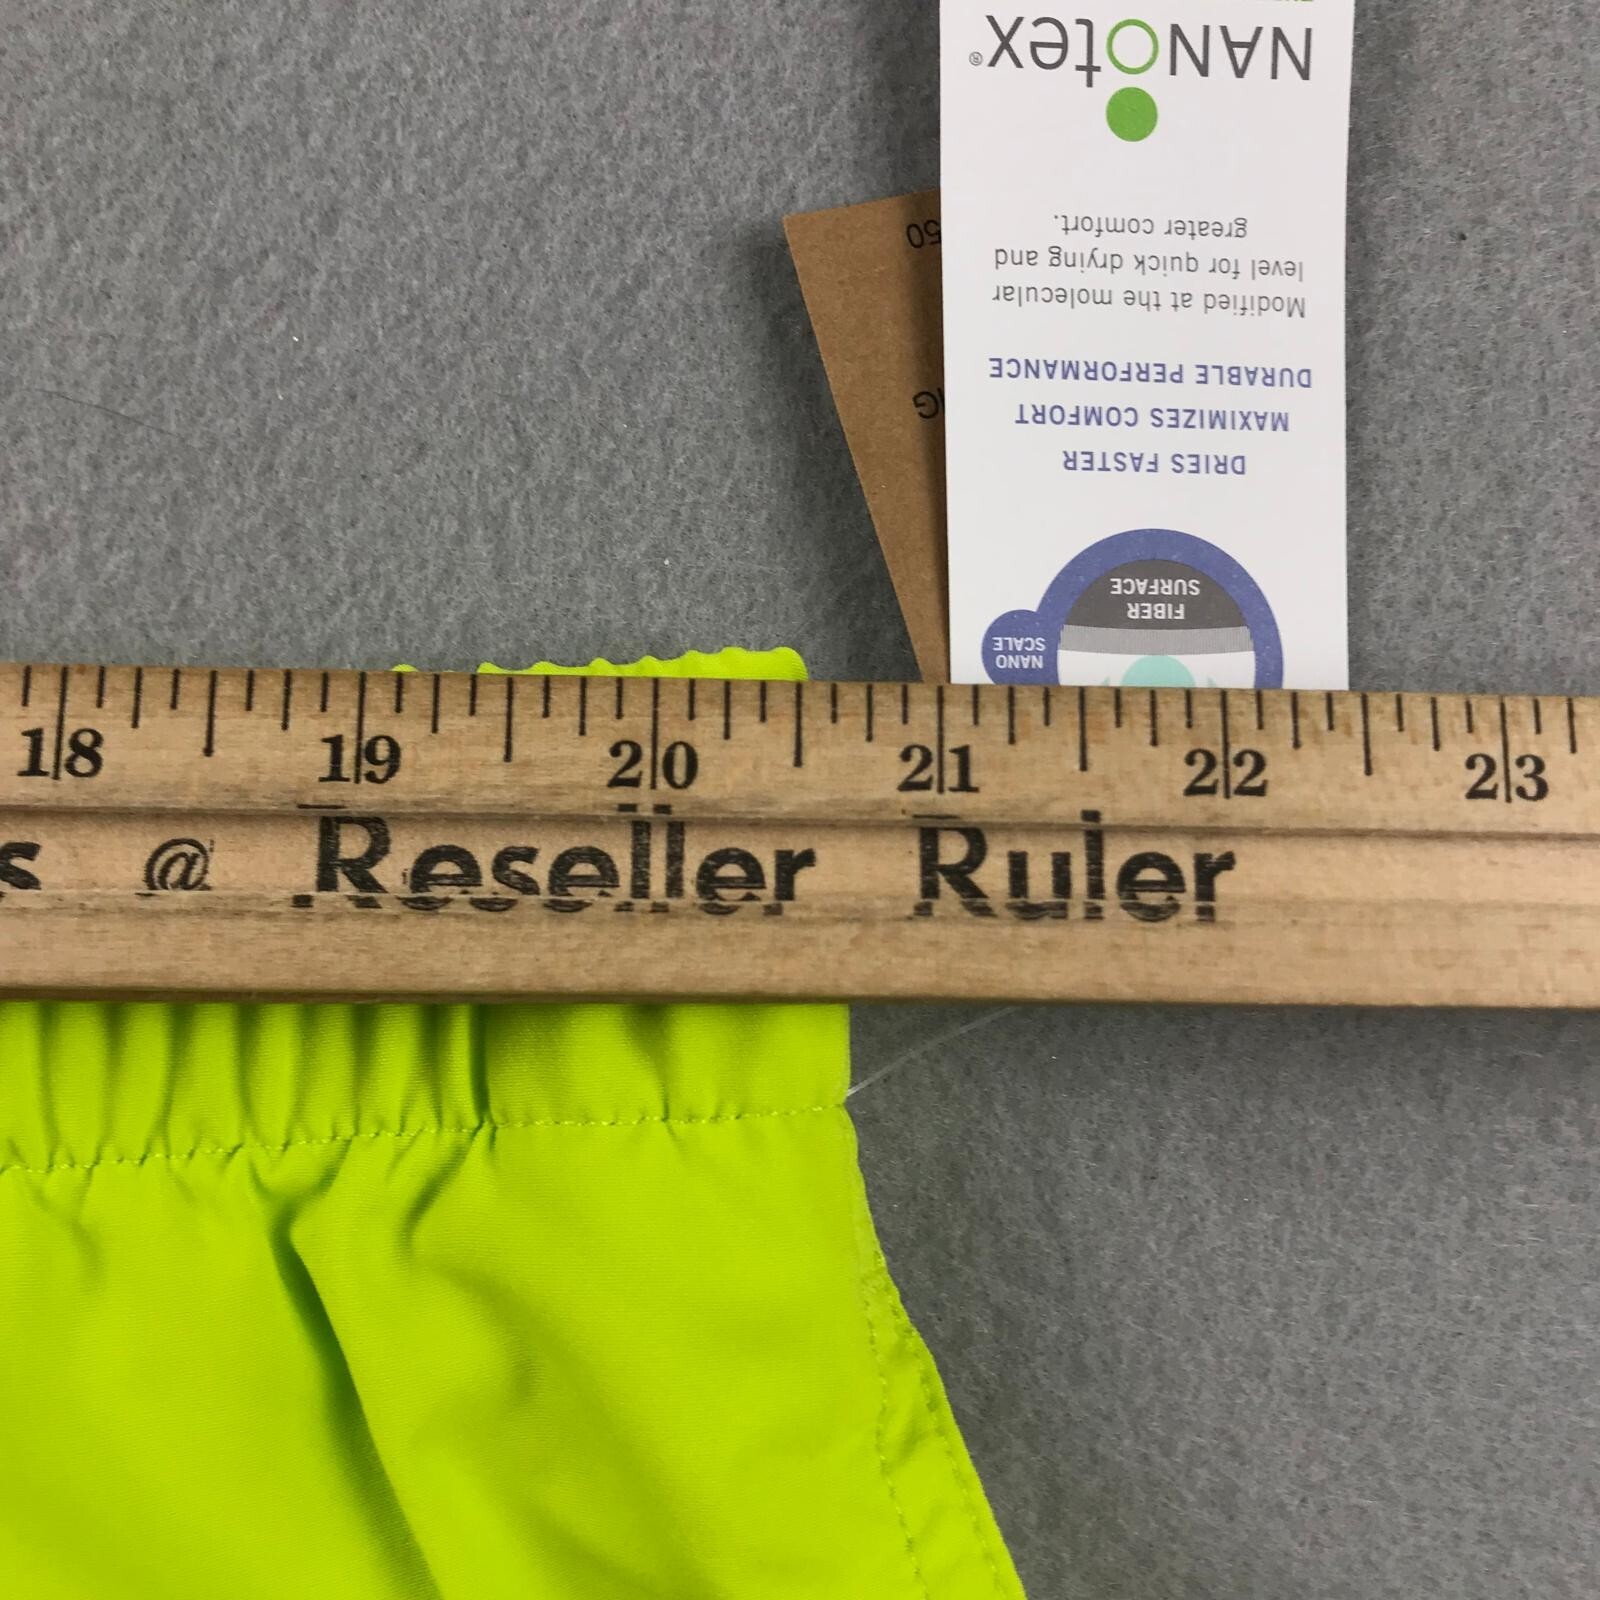 NANOTEX®
Modified at the molecular
level for quick drying and
greater comfort.
DURABLE PERFORMANCE
MAXIMIZES COMFORT
DRIES FASTER
FIBER
SURFACE
NANO
SCALE
50
18 19 20 21 22 23
@ Reseller Ruler